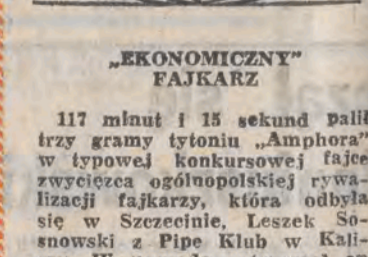 „EKONOMICZNY”
FAJKARZ
117 minut i 15 sekund palił
trzy gramy tytoniu „Amphora”
w typowej konkursowej fajce
zwycięzca ogólnopolskiej rywa-
lizacji fajkarzy, która odbyła
się w Szczecinie, Leszek So-
snowski z Pipe Klub w Kali-